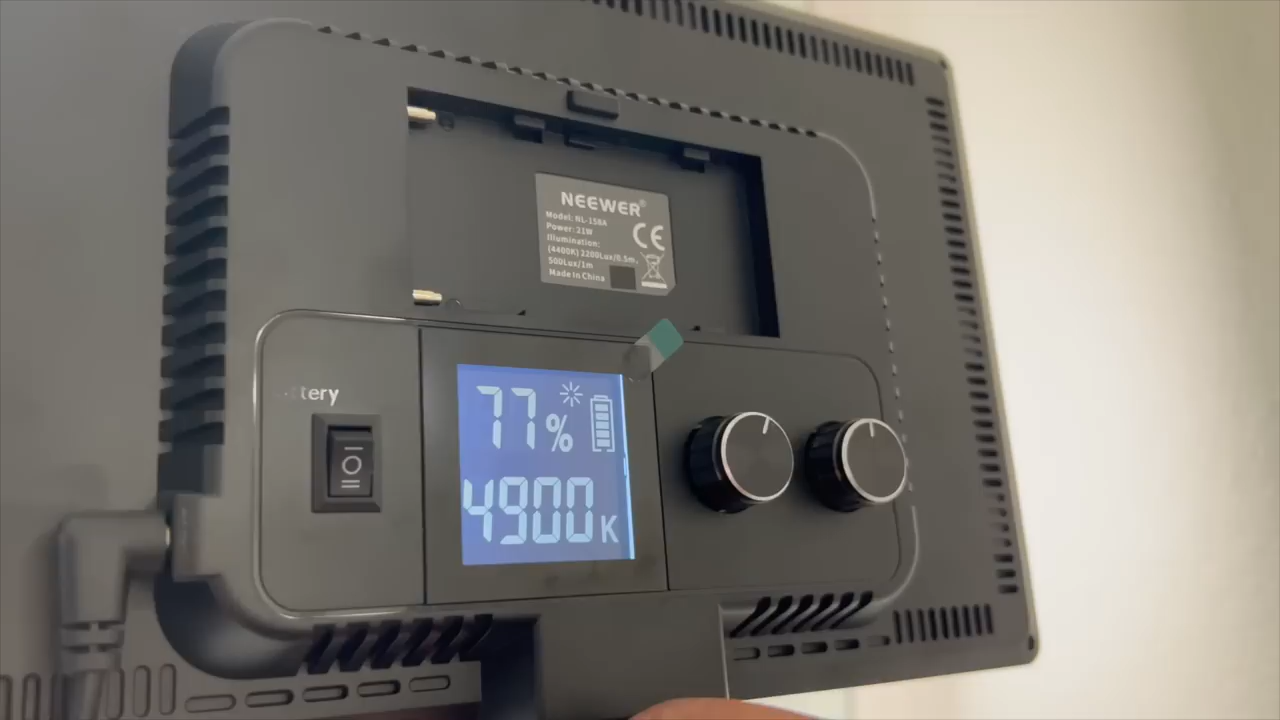 NEEWER®
Model: NL-158A
Power: 21W
Illumination:
(4400K) 2200Lux/0.5m,
500Lux/1m
Made in China
CE
77%
4900K